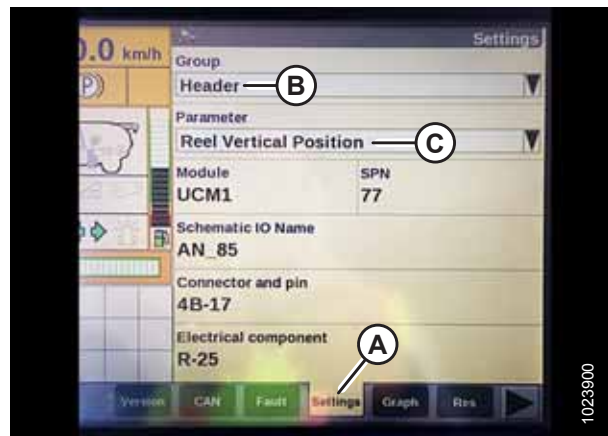 0.0 km/h
Settings
Group
Header
B
Parameter
Reel Vertical Position
C
Module
SPN
UCM1
77
Schematic IO Name
AN_85
Connector and pin
4B-17
Electrical component
R-25
A
Version
CAN
Fault
Settings
Graph
Res
1023900